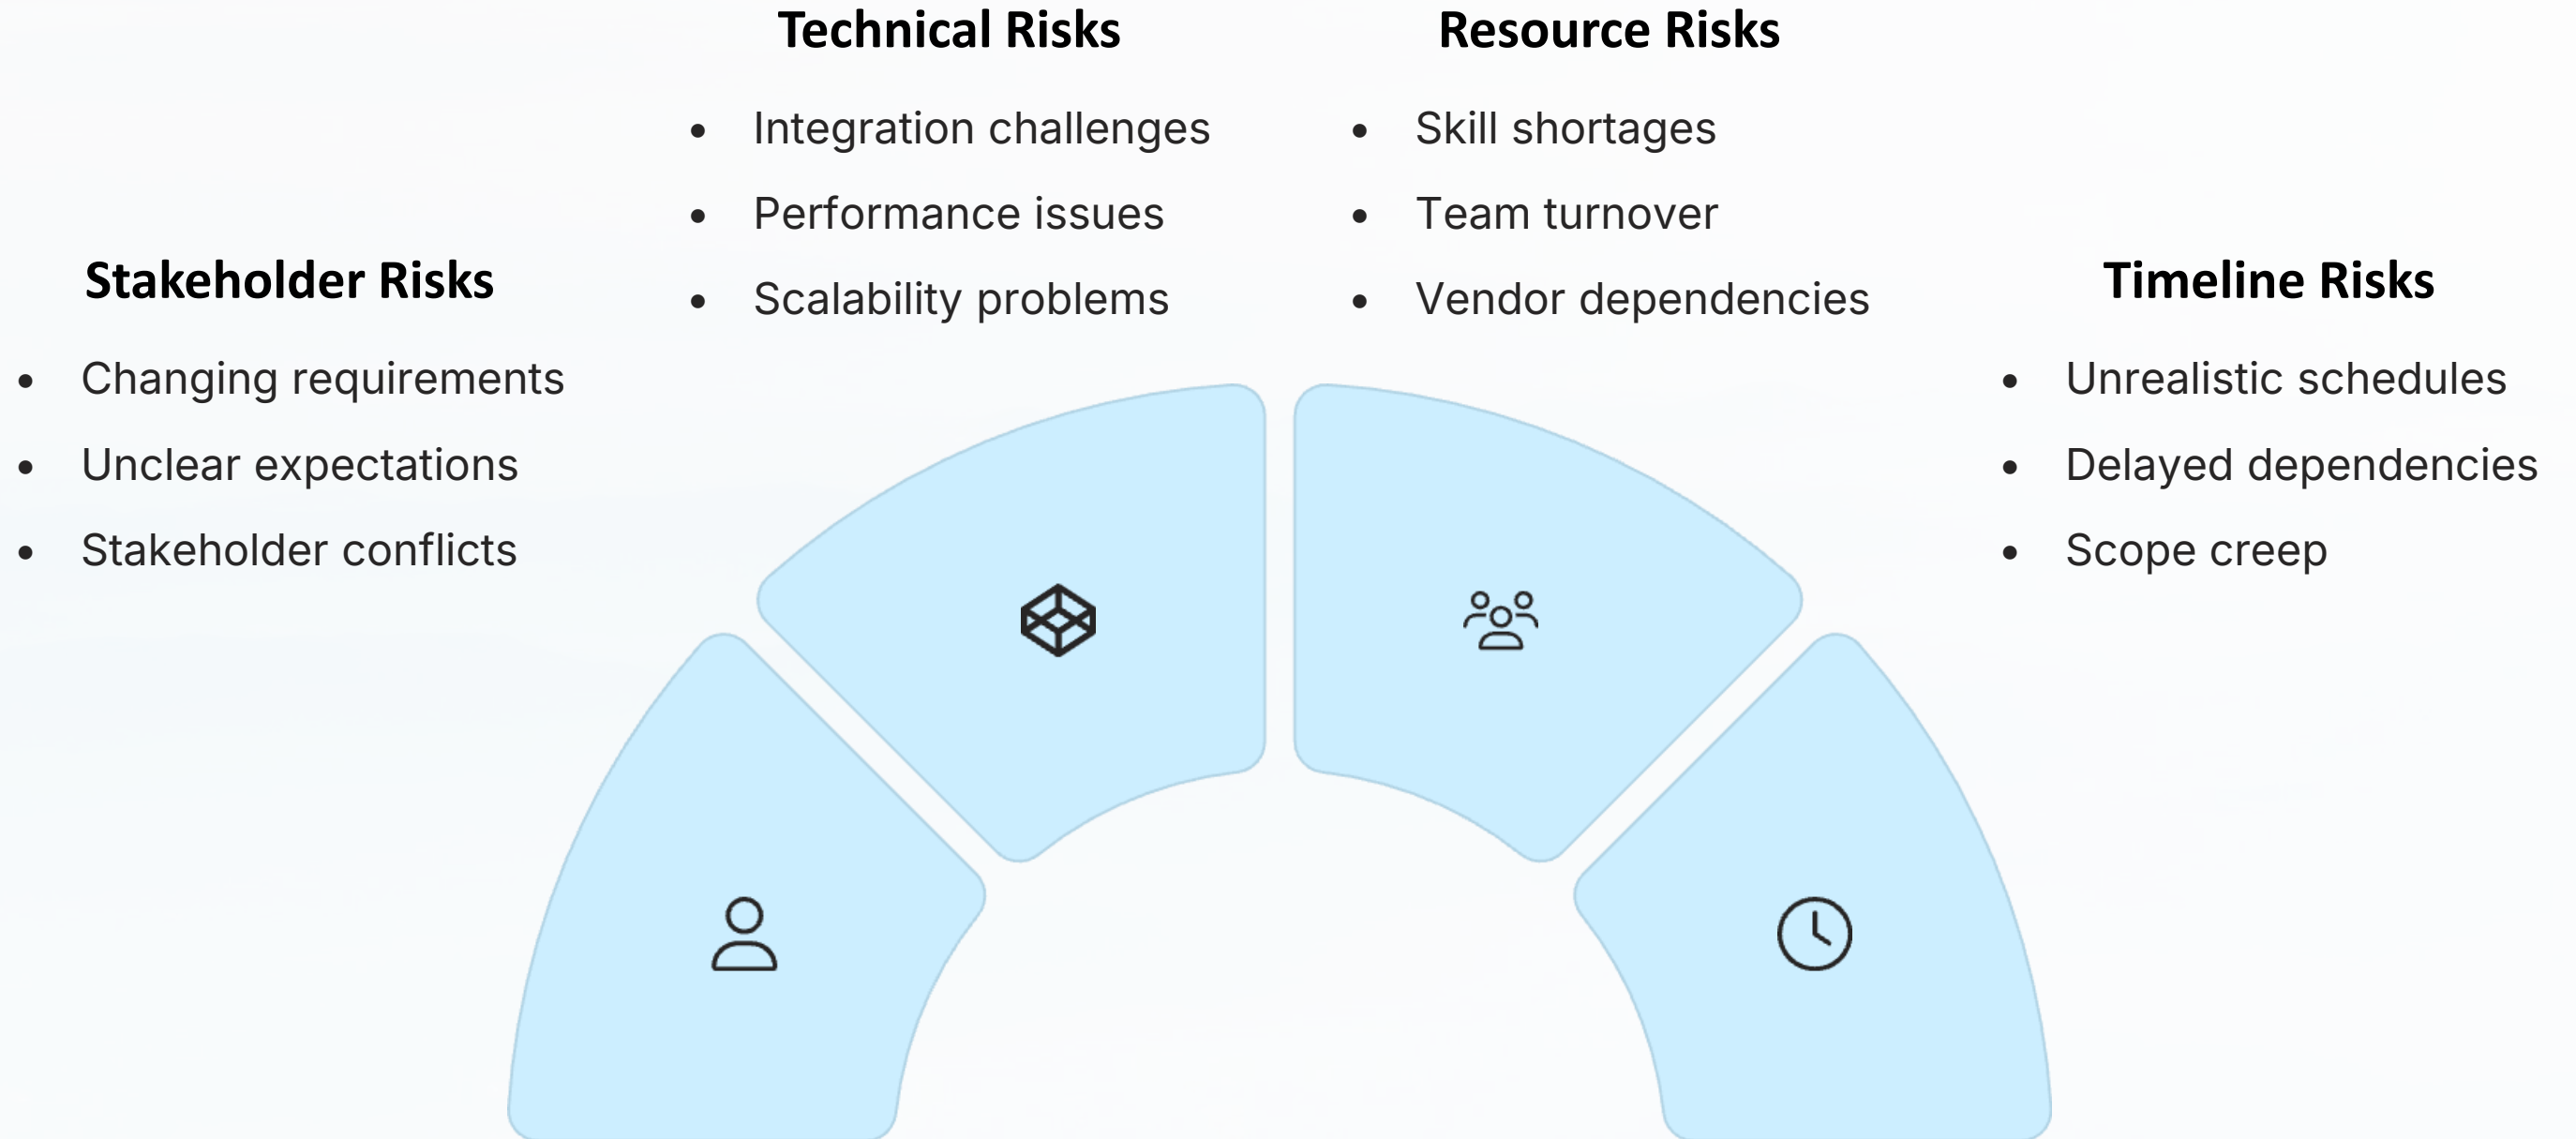 Stakeholder Risks
• Changing requirements
• Unclear expectations
• Stakeholder conflicts
Technical Risks
• Integration challenges
• Performance issues
• Scalability problems
Resource Risks
• Skill shortages
• Team turnover
• Vendor dependencies
Timeline Risks
• Unrealistic schedules
• Delayed dependencies
• Scope creep